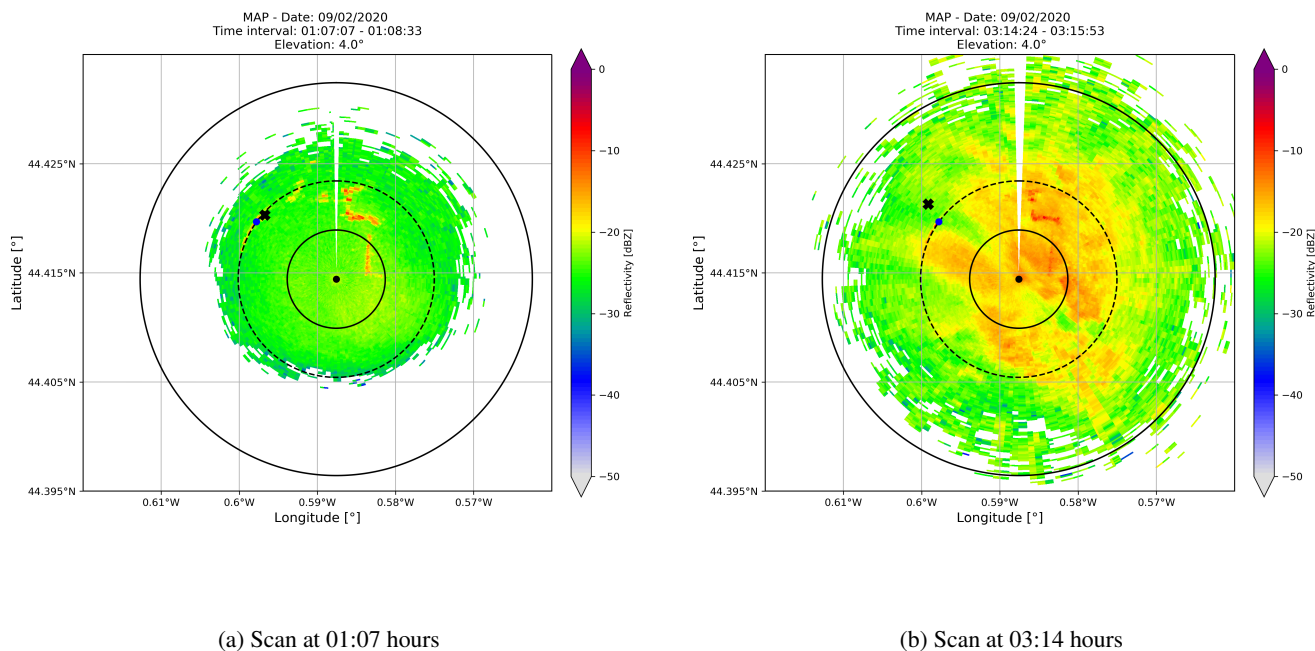 MAP - Date: 09/02/2020
Time interval: 01:07:07 - 01:08:33
Elevation: 4.0°
44.425°N
44.415°N
44.405°N
44.395°N
Latitude [°]
0.61°W 0.6°W 0.59°W 0.58°W 0.57°W
Longitude [°]
0
−10
−20
−30
−40
−50
Reflectivity [dBZ]
(a) Scan at 01:07 hours
MAP - Date: 09/02/2020
Time interval: 03:14:24 - 03:15:53
Elevation: 4.0°
44.425°N
44.415°N
44.405°N
44.395°N
Latitude [°]
0.61°W 0.6°W 0.59°W 0.58°W 0.57°W
Longitude [°]
0
−10
−20
−30
−40
−50
Reflectivity [dBZ]
(b) Scan at 03:14 hours